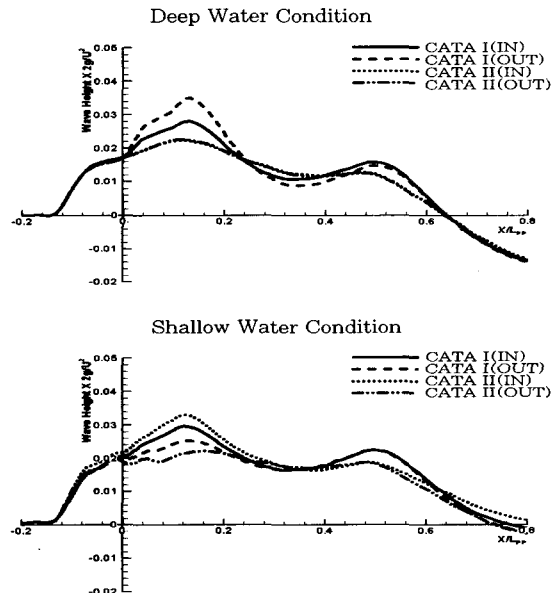 Deep Water Condition
Wave Height X 2g/U²
0.05
0.04
0.03
0.02
0.01
0
-0.01
-0.02
-0.2
0
0.2
0.4
0.6
0.8
X/Lpp
CATA I(IN)
CATA I(OUT)
CATA II(IN)
CATA II(OUT)
Shallow Water Condition
Wave Height X 2g/U²
0.05
0.04
0.03
0.02
0.01
0
-0.01
-0.02
-0.2
0
0.2
0.4
0.6
0.8
X/Lpp
CATA I(IN)
CATA I(OUT)
CATA II(IN)
CATA II(OUT)